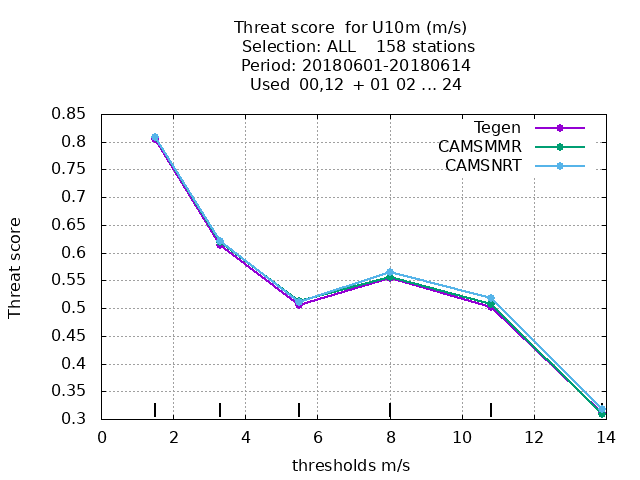 Threat score for U10m (m/s)
Selection: ALL 158 stations
Period: 20180601-20180614
Used 00,12 + 01 02 ... 24
Tegen
CAMSMMR
CAMSNRT
0.85
0.8
0.75
0.7
0.65
0.6
0.55
0.5
0.45
0.4
0.35
0.3
Threat score
0 2 4 6 8 10 12 14
thresholds m/s